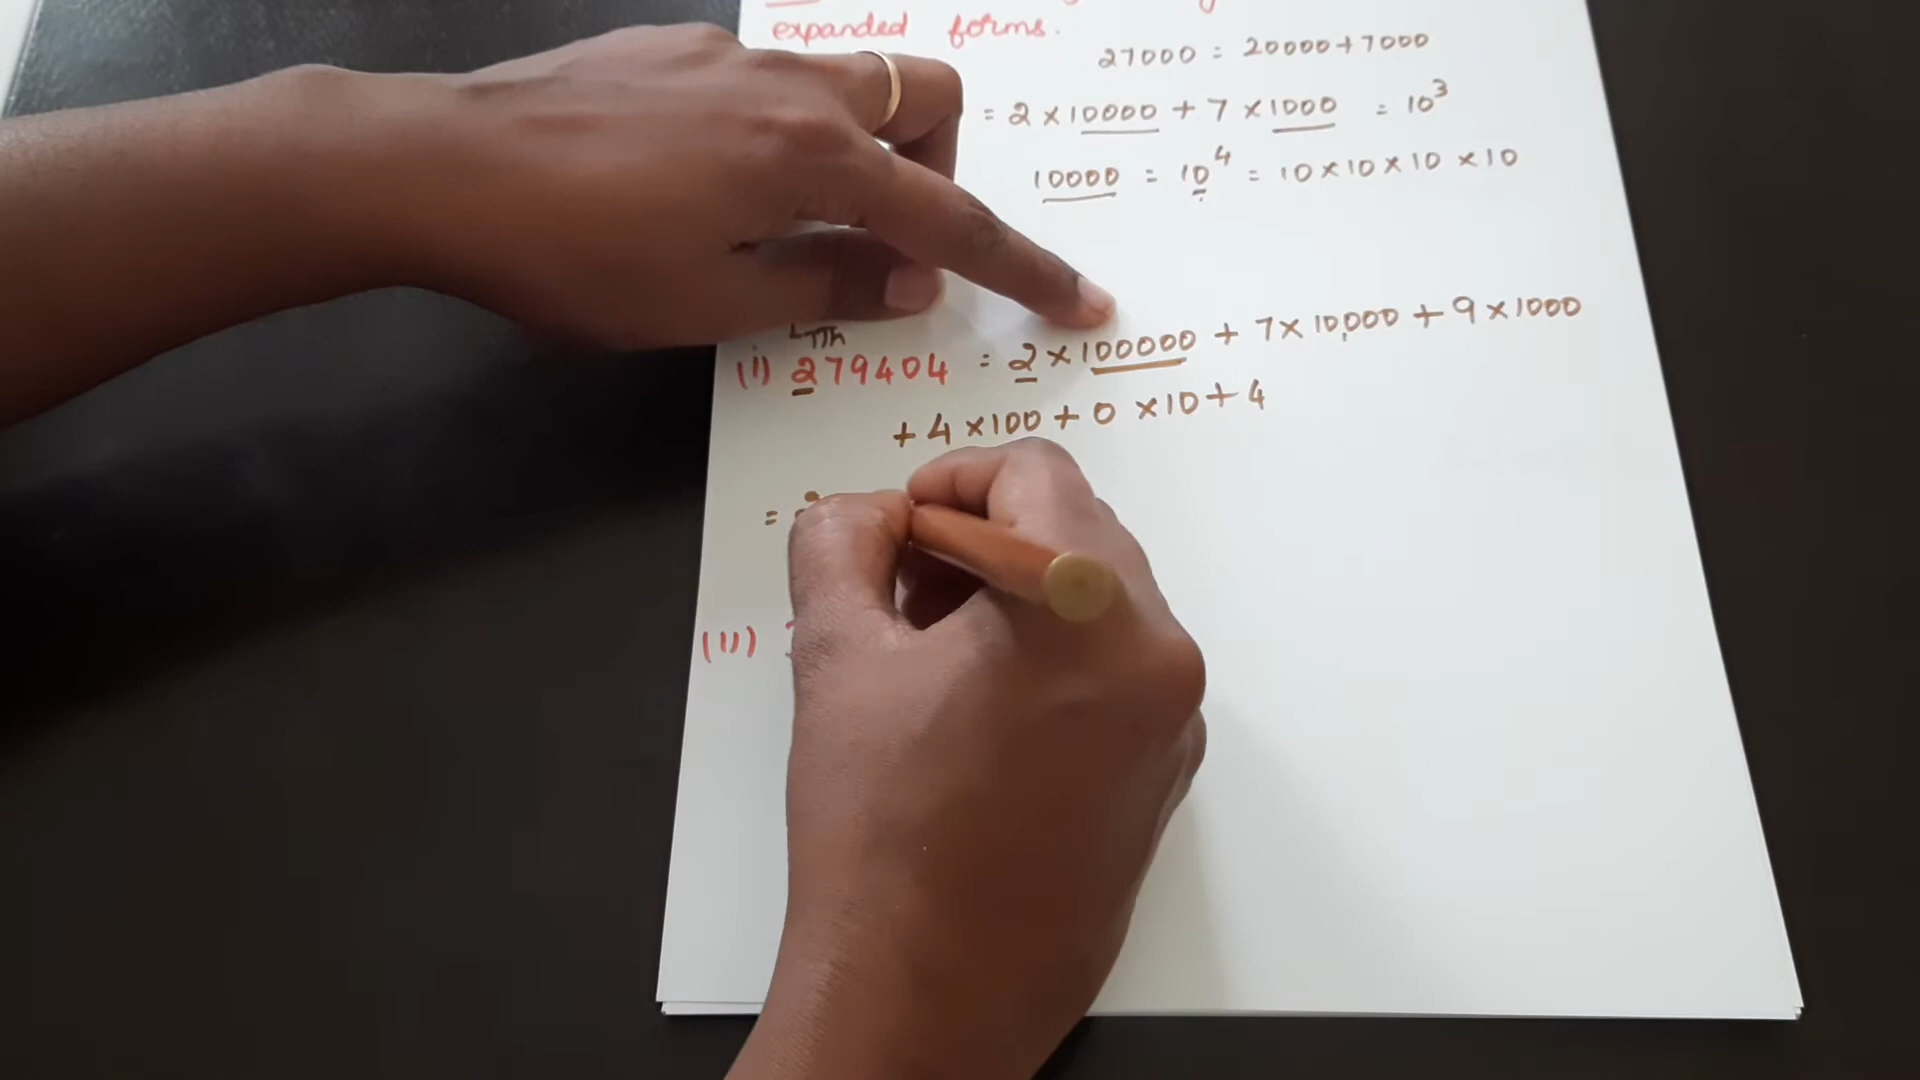 expanded forms.
27000 = 20000+7000
= 2 × 10000 + 7 × 1000 = 10³
10000 = 10⁴ = 10 × 10 × 10 × 10
L TTh
(i) 279404 = 2 × 100000 + 7 × 10,000 + 9 × 1000
+ 4 × 100 + 0 × 10 + 4
=
(ii)